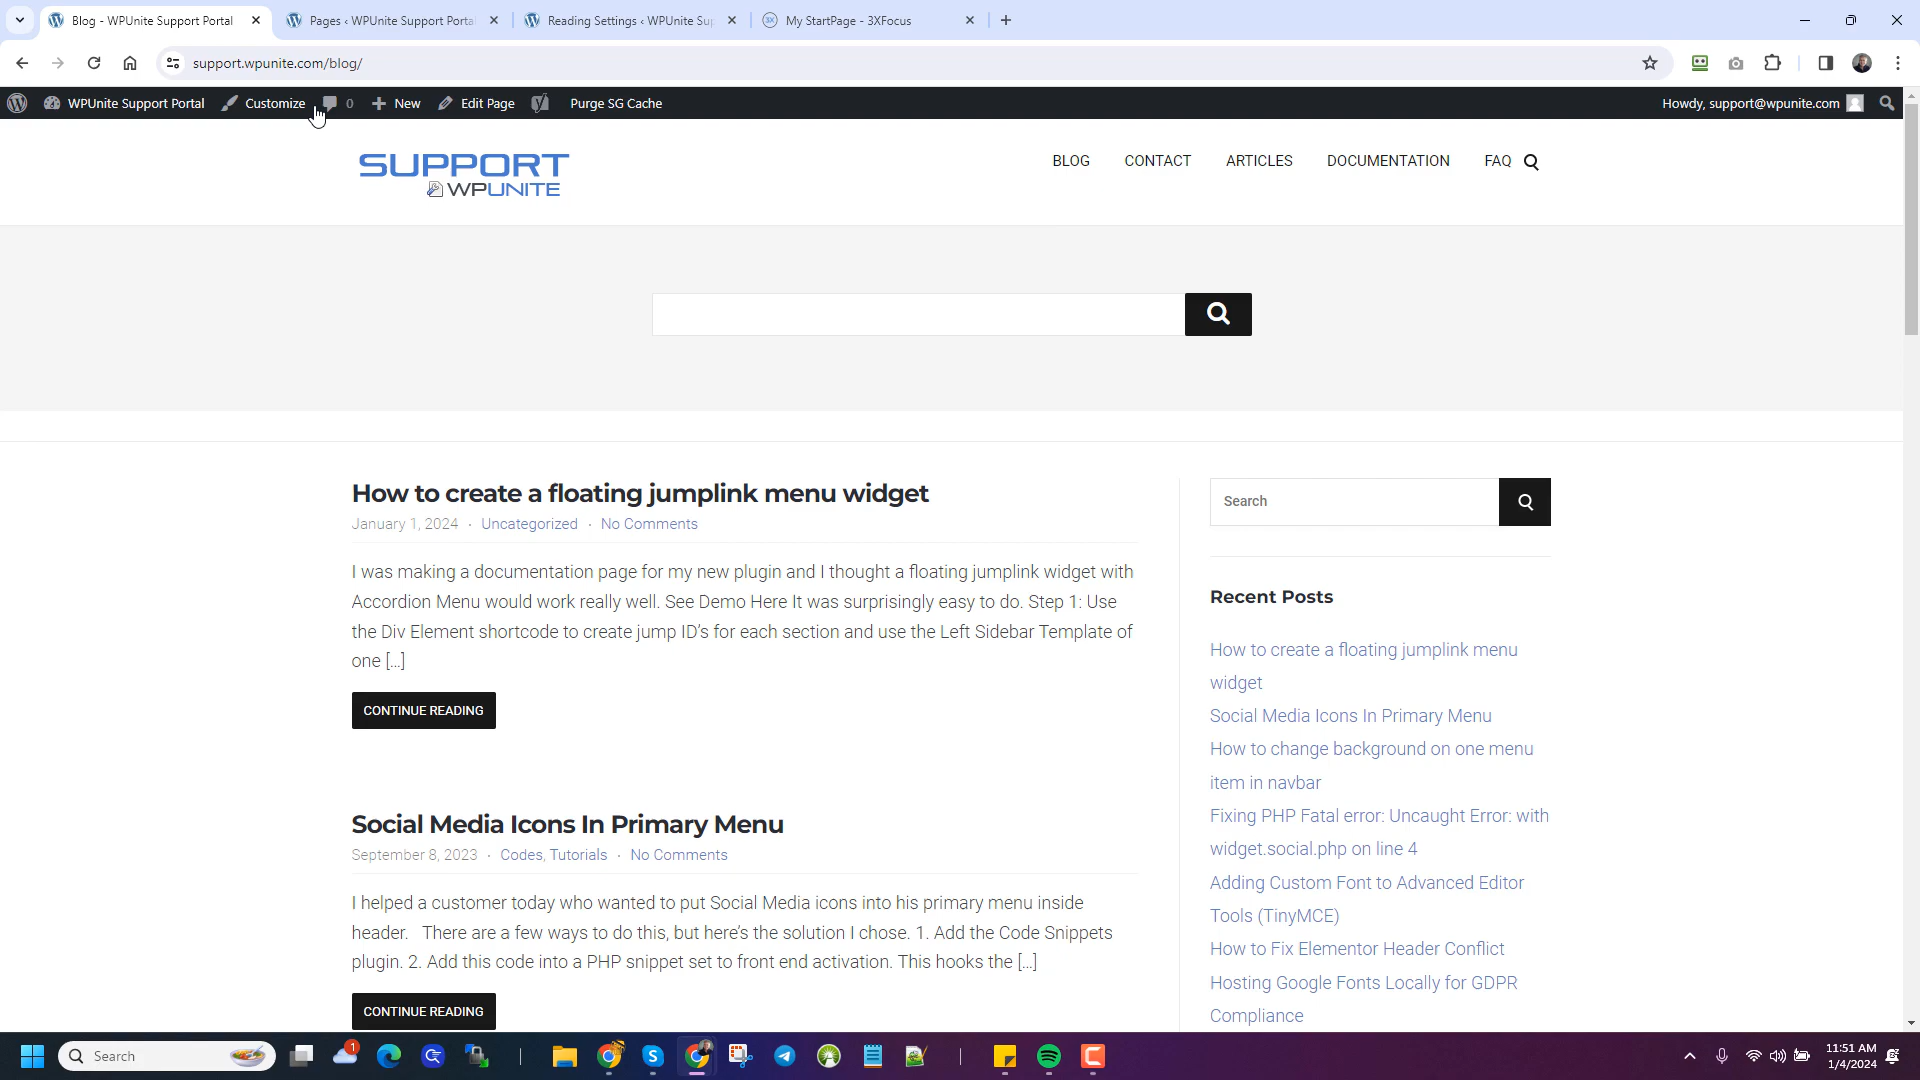 Blog - WPUnite Support Portal
Pages ‹ WPUnite Support Porta
Reading Settings ‹ WPUnite Sup
My StartPage - 3XFocus
support.wpunite.com/blog/
WPUnite Support Portal
Customize
0
New
Edit Page
Purge SG Cache
Howdy, support@wpunite.com
SUPPORT
WPUNITE
BLOG
CONTACT
ARTICLES
DOCUMENTATION
FAQ
How to create a floating jumplink menu widget
January 1, 2024 · Uncategorized · No Comments
I was making a documentation page for my new plugin and I thought a floating jumplink widget with
Accordion Menu would work really well. See Demo Here It was surprisingly easy to do. Step 1: Use
the Div Element shortcode to create jump ID’s for each section and use the Left Sidebar Template of
one […]
CONTINUE READING
Social Media Icons In Primary Menu
September 8, 2023 · Codes, Tutorials · No Comments
I helped a customer today who wanted to put Social Media icons into his primary menu inside
header. There are a few ways to do this, but here’s the solution I chose. 1. Add the Code Snippets
plugin. 2. Add this code into a PHP snippet set to front end activation. This hooks the […]
CONTINUE READING
Search
Recent Posts
How to create a floating jumplink menu
widget
Social Media Icons In Primary Menu
How to change background on one menu
item in navbar
Fixing PHP Fatal error: Uncaught Error: with
widget.social.php on line 4
Adding Custom Font to Advanced Editor
Tools (TinyMCE)
How to Fix Elementor Header Conflict
Hosting Google Fonts Locally for GDPR
Compliance
Search
1
11:51 AM
1/4/2024